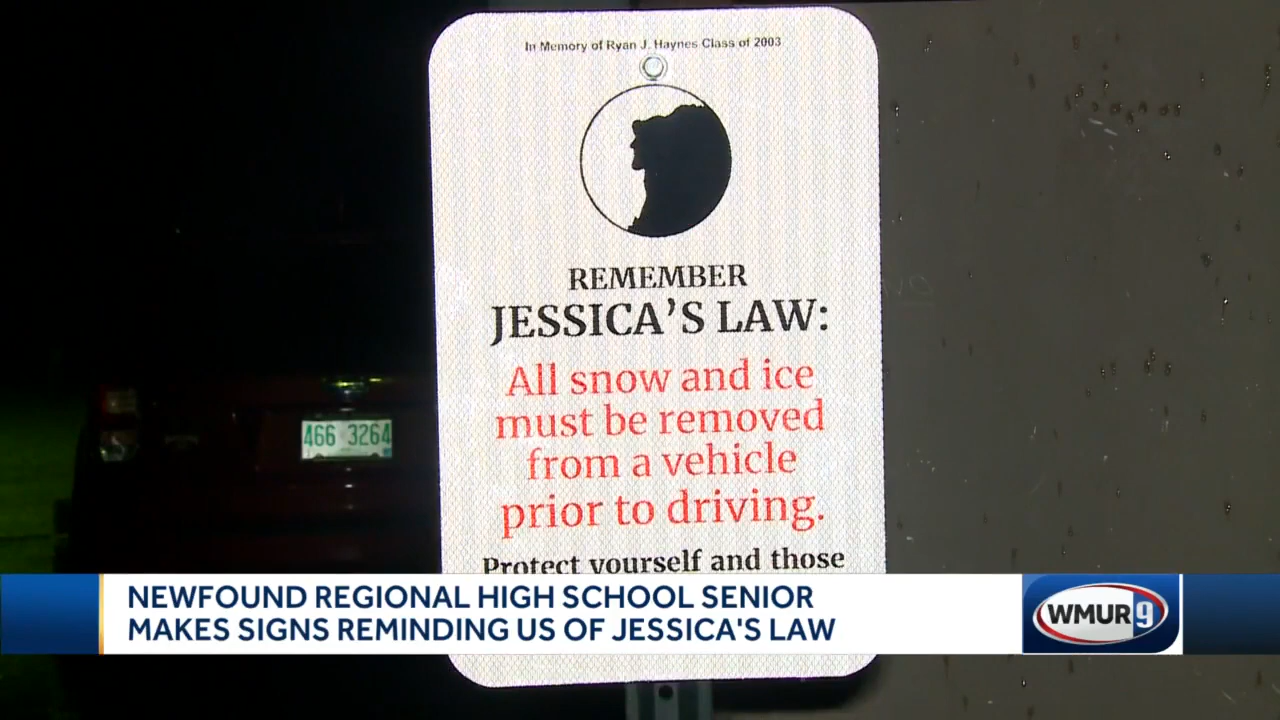 In Memory of Ryan J. Haynes Class of 2003
REMEMBER
JESSICA'S LAW:
All snow and ice
must be removed
from a vehicle
prior to driving.
Protect yourself and those
466 3264
NEWFOUND REGIONAL HIGH SCHOOL SENIOR
MAKES SIGNS REMINDING US OF JESSICA'S LAW
WMUR 9